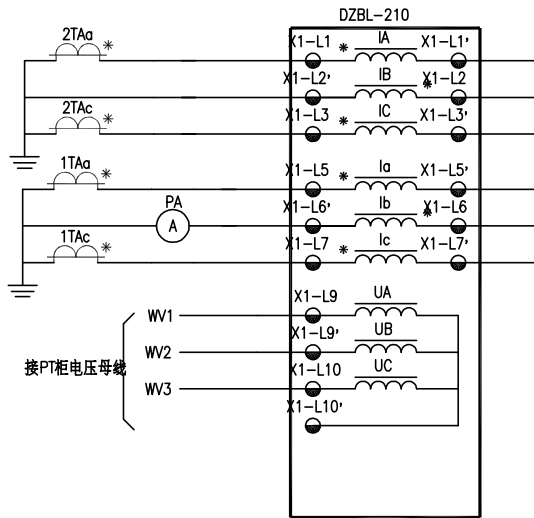 DZBL-210
2TAa * X1-L1 * IA X1-L1'
X1-L2' IB * X1-L2
2TAc * X1-L3 * IC X1-L3'
1TAa * X1-L5 * Ia X1-L5'
PA A X1-L6' Ib * X1-L6
1TAc * X1-L7 * Ic X1-L7'
WV1 X1-L9 UA
WV2 X1-L9' UB
接PT柜电压母线
WV3 X1-L10 UC
X1-L10'